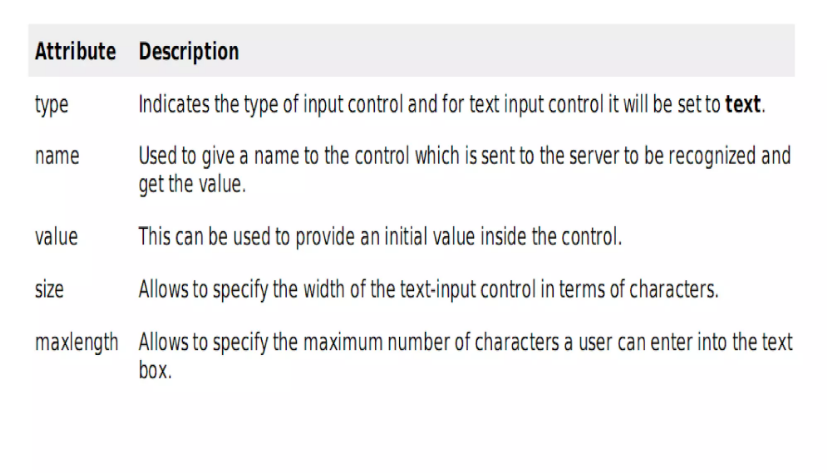 Attribute Description
type Indicates the type of input control and for text input control it will be set to text.
name Used to give a name to the control which is sent to the server to be recognized and
get the value.
value This can be used to provide an initial value inside the control.
size Allows to specify the width of the text-input control in terms of characters.
maxlength Allows to specify the maximum number of characters a user can enter into the text
box.